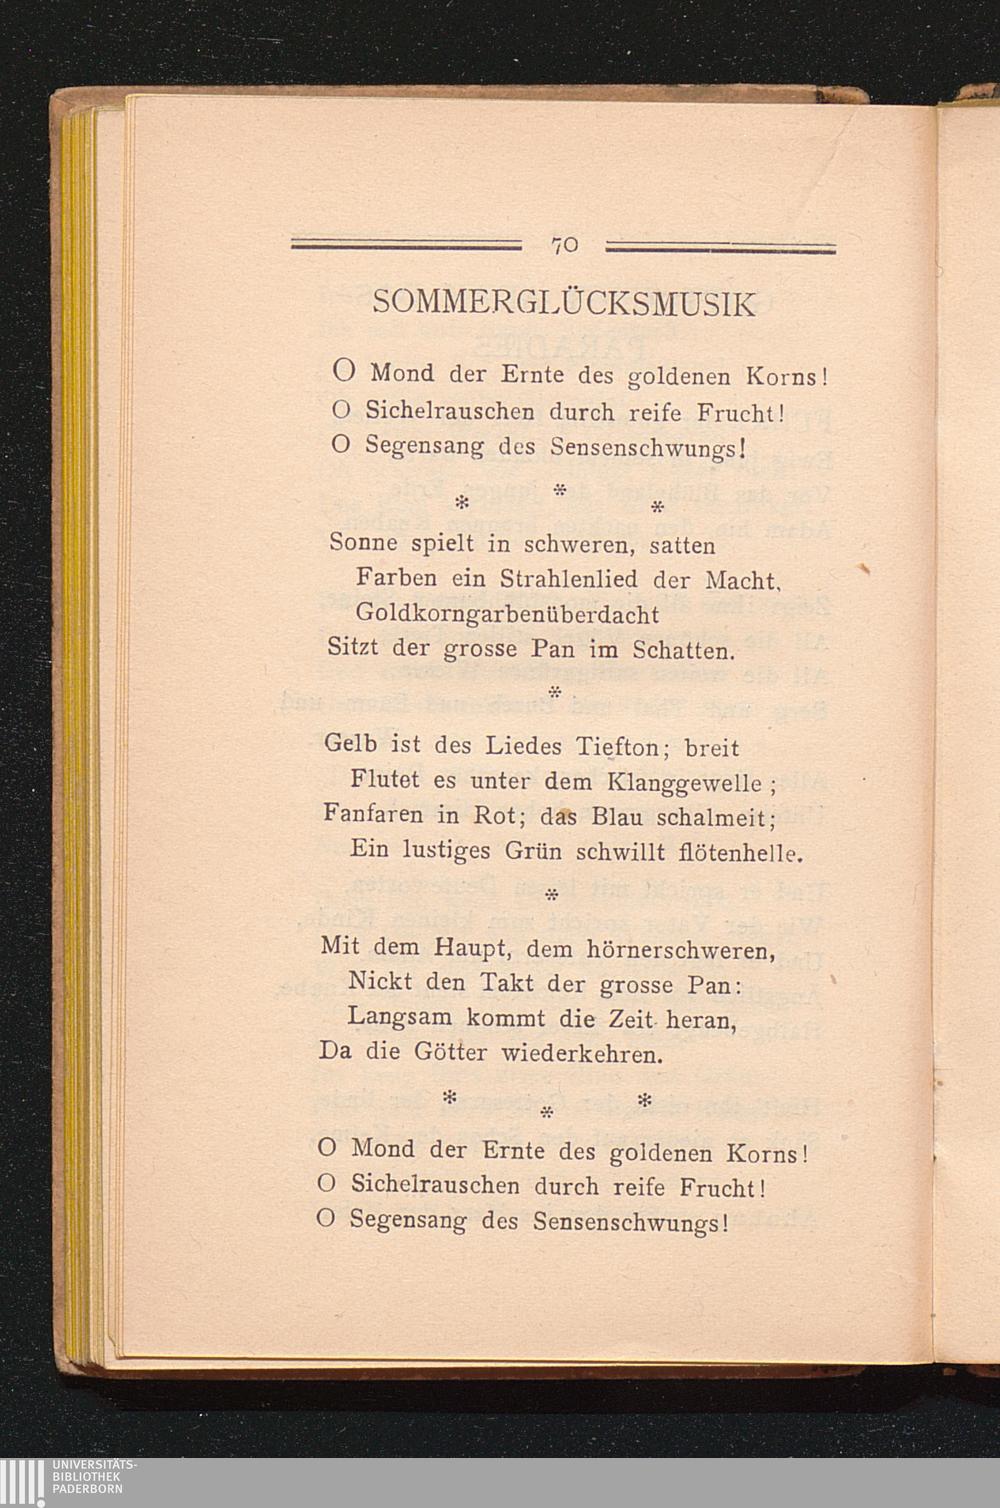 70
SOMMERGLÜCKSMUSIK
O Mond der Ernte des goldenen Korns!
O Sichelrauschen durch reife Frucht!
O Segensang des Sensenschwungs!
* * *
Sonne spielt in schweren, satten
Farben ein Strahlenlied der Macht,
Goldkorngarbenüberdacht
Sitzt der grosse Pan im Schatten.
*
Gelb ist des Liedes Tiefton; breit
Flutet es unter dem Klanggewelle;
Fanfaren in Rot; das Blau schalmeit;
Ein lustiges Grün schwillt flötenhelle.
*
Mit dem Haupt, dem hörnerschweren,
Nickt den Takt der grosse Pan:
Langsam kommt die Zeit heran,
Da die Götter wiederkehren.
* * *
O Mond der Ernte des goldenen Korns!
O Sichelrauschen durch reife Frucht!
O Segensang des Sensenschwungs!
UNIVERSITÄTS-
BIBLIOTHEK
PADERBORN